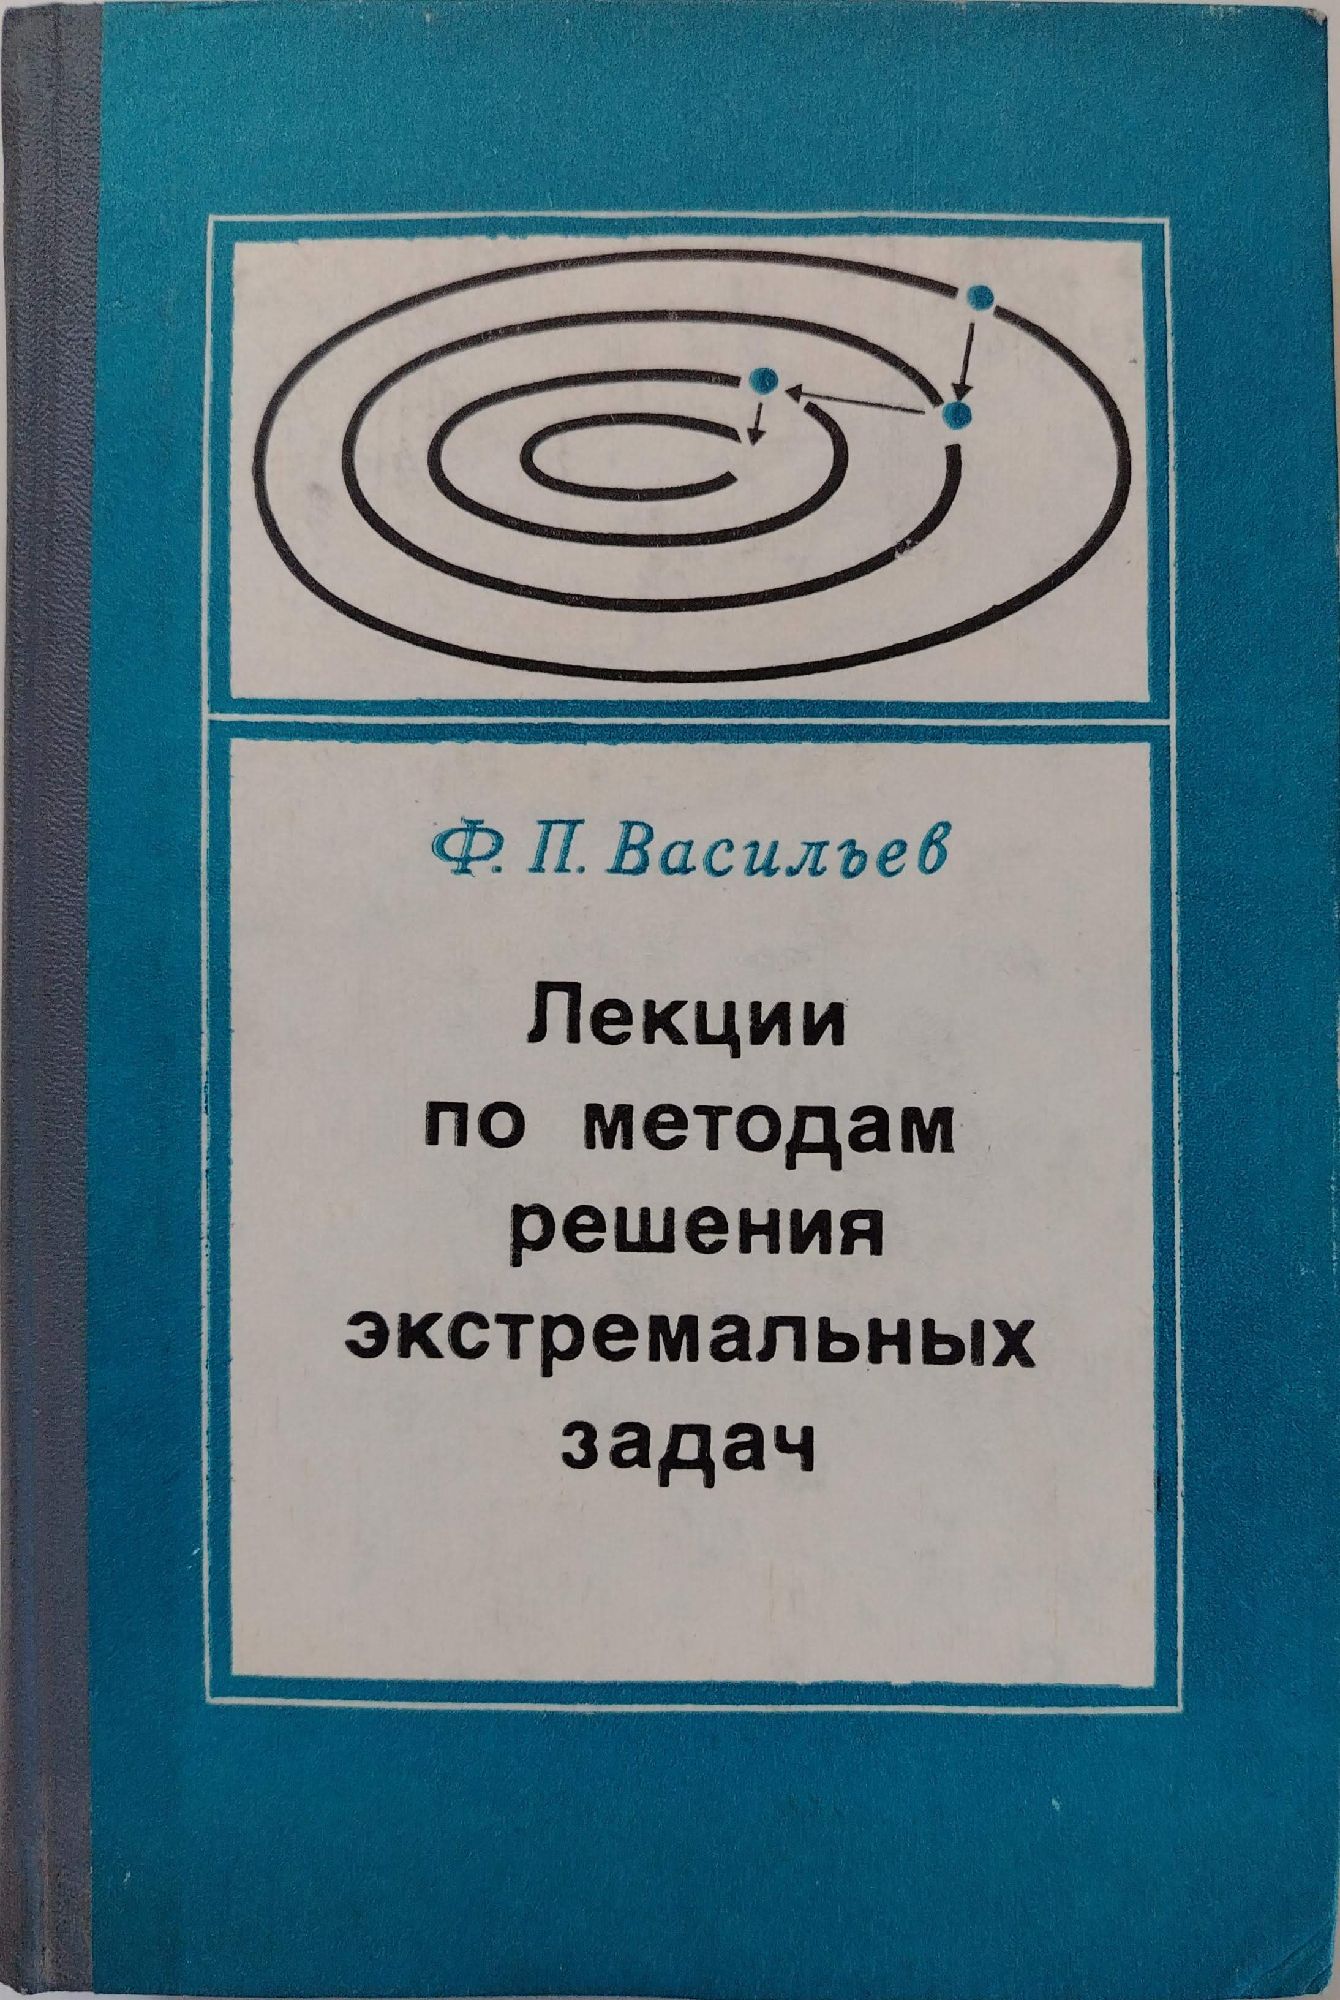 Ф. П. Васильев
Лекции
по методам
решения
экстремальных
задач